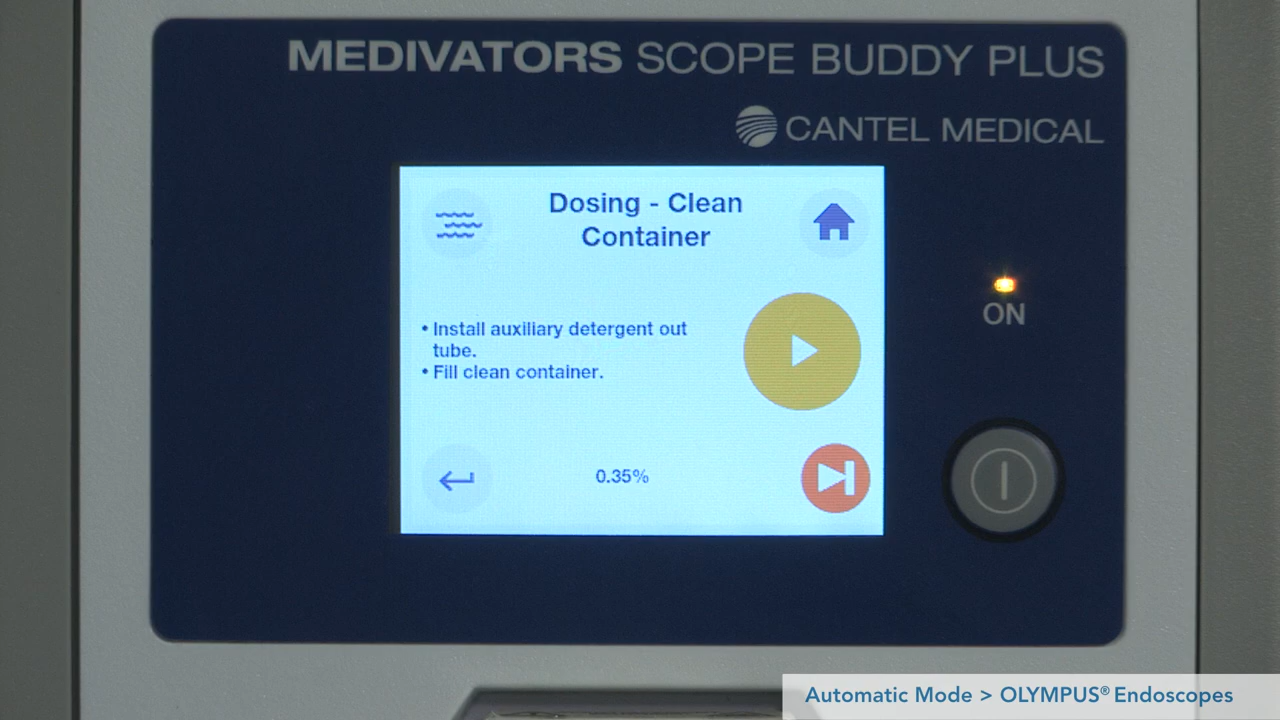 MEDIVATORS SCOPE BUDDY PLUS
CANTEL MEDICAL
Dosing - Clean
Container
• Install auxiliary detergent out
tube.
• Fill clean container.
0.35%
ON
Automatic Mode > OLYMPUS® Endoscopes